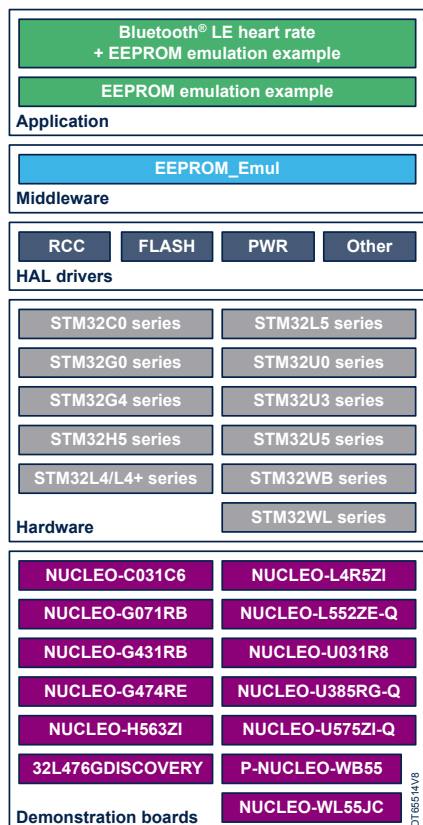 Bluetooth® LE heart rate
+ EEPROM emulation example
EEPROM emulation example
Application
EEPROM_Emul
Middleware
RCC FLASH PWR Other
HAL drivers
STM32C0 series STM32L5 series
STM32G0 series STM32U0 series
STM32G4 series STM32U3 series
STM32H5 series STM32U5 series
STM32L4/L4+ series STM32WB series
STM32WL series
Hardware
NUCLEO-C031C6 NUCLEO-L4R5ZI
NUCLEO-G071RB NUCLEO-L552ZE-Q
NUCLEO-G431RB NUCLEO-U031R8
NUCLEO-G474RE NUCLEO-U385RG-Q
NUCLEO-H563ZI NUCLEO-U575ZI-Q
32L476GDISCOVERY P-NUCLEO-WB55
NUCLEO-WL55JC
Demonstration boards
DT65514V8